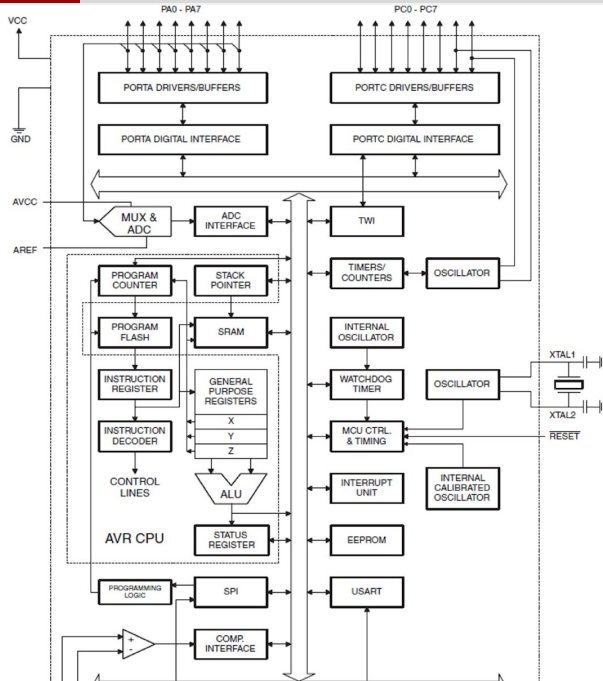 PA0 - PA7
PC0 - PC7
VCC
PORTA DRIVERS/BUFFERS
PORTC DRIVERS/BUFFERS
GND
PORTA DIGITAL INTERFACE
PORTC DIGITAL INTERFACE
AVCC
MUX &
ADC
ADC
INTERFACE
TWI
AREF
PROGRAM
COUNTER
STACK
POINTER
TIMERS/
COUNTERS
OSCILLATOR
PROGRAM
FLASH
SRAM
INTERNAL
OSCILLATOR
XTAL1
INSTRUCTION
REGISTER
GENERAL
PURPOSE
REGISTERS
WATCHDOG
TIMER
OSCILLATOR
XTAL2
X
INSTRUCTION
DECODER
Y
MCU CTRL.
& TIMING
RESET
Z
CONTROL
LINES
ALU
INTERRUPT
UNIT
INTERNAL
CALIBRATED
OSCILLATOR
AVR CPU
STATUS
REGISTER
EEPROM
PROGRAMMING
LOGIC
SPI
USART
+
-
COMP.
INTERFACE